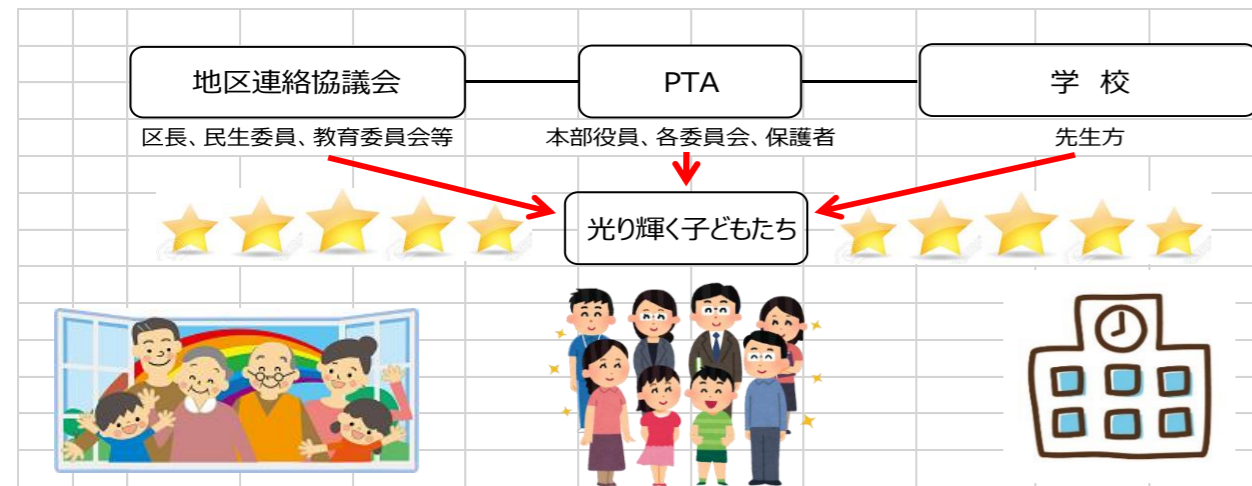 地区連絡協議会
PTA
学 校
区長、民生委員、教育委員会等
本部役員、各委員会、保護者
先生方
光り輝く子どもたち